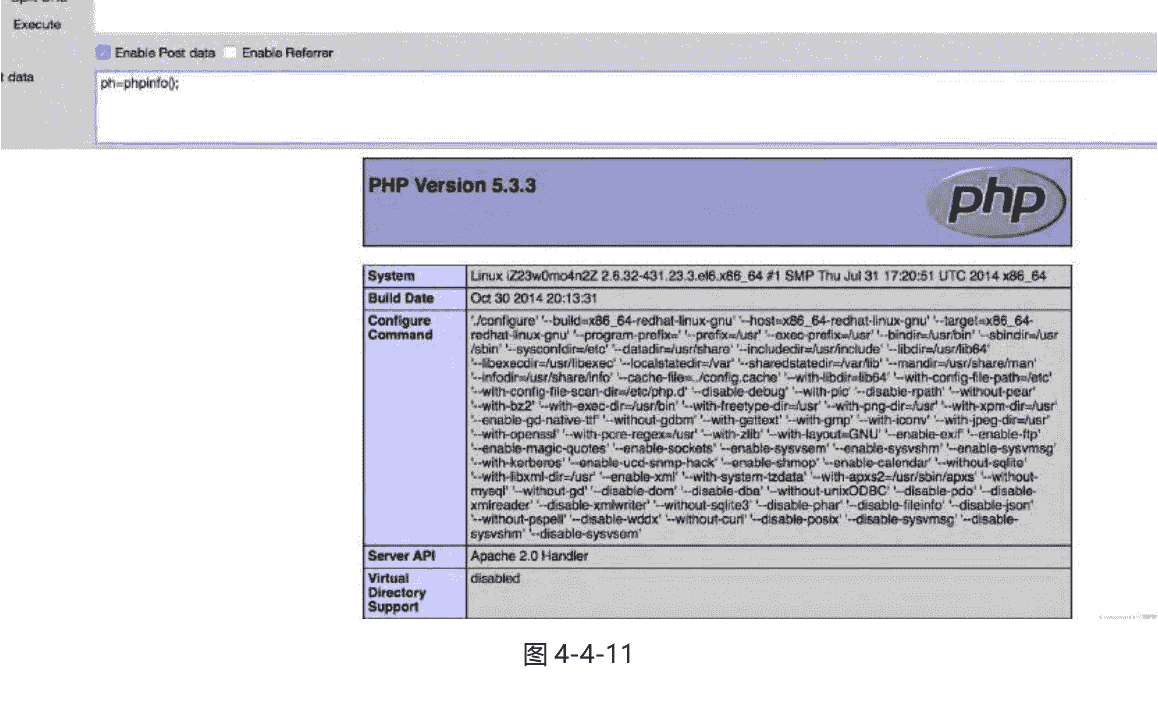 Execute
Enable Post data Enable Referrer
t data
ph=phpinfo();
PHP Version 5.3.3
php
System Linux iZ23w0mo4n2Z 2.6.32-431.23.3.el6.x86_64 #1 SMP Thu Jul 31 17:20:51 UTC 2014 x86_64
Build Date Oct 30 2014 20:13:31
Configure './configure' '--build=x86_64-redhat-linux-gnu' '--host=x86_64-redhat-linux-gnu' '--target=x86_64-
Command redhat-linux-gnu' '--program-prefix=' '--prefix=/usr' '--exec-prefix=/usr' '--bindir=/usr/bin' '--sbindir=/usr
/sbin' '--sysconfdir=/etc' '--datadir=/usr/share' '--includedir=/usr/include' '--libdir=/usr/lib64'
'--libexecdir=/usr/libexec' '--localstatedir=/var' '--sharedstatedir=/var/lib' '--mandir=/usr/share/man'
'--infodir=/usr/share/info' '--cache-file=../config.cache' '--with-libdir=lib64' '--with-config-file-path=/etc'
'--with-config-file-scan-dir=/etc/php.d' '--disable-debug' '--with-pic' '--disable-rpath' '--without-pear'
'--with-bz2' '--with-exec-dir=/usr/bin' '--with-freetype-dir=/usr' '--with-png-dir=/usr' '--with-xpm-dir=/usr'
'--enable-gd-native-ttf' '--without-gdbm' '--with-gettext' '--with-gmp' '--with-iconv' '--with-jpeg-dir=/usr'
'--with-openssl' '--with-pcre-regex=/usr' '--with-zlib' '--with-layout=GNU' '--enable-exif' '--enable-ftp'
'--enable-magic-quotes' '--enable-sockets' '--enable-sysvsem' '--enable-sysvshm' '--enable-sysvmsg'
'--with-kerberos' '--enable-ucd-snmp-hack' '--enable-shmop' '--enable-calendar' '--without-sqlite'
'--with-libxml-dir=/usr' '--enable-xml' '--with-system-tzdata' '--with-apxs2=/usr/sbin/apxs' '--without-
mysql' '--without-gd' '--disable-dom' '--disable-dba' '--without-unixODBC' '--disable-pdo' '--disable-
xmlreader' '--disable-xmlwriter' '--without-sqlite3' '--disable-phar' '--disable-fileinfo' '--disable-json'
'--without-pspell' '--disable-wddx' '--without-curl' '--disable-posix' '--disable-sysvmsg' '--disable-
sysvshm' '--disable-sysvsem'
Server API Apache 2.0 Handler
Virtual disabled
Directory
Support
图 4-4-11